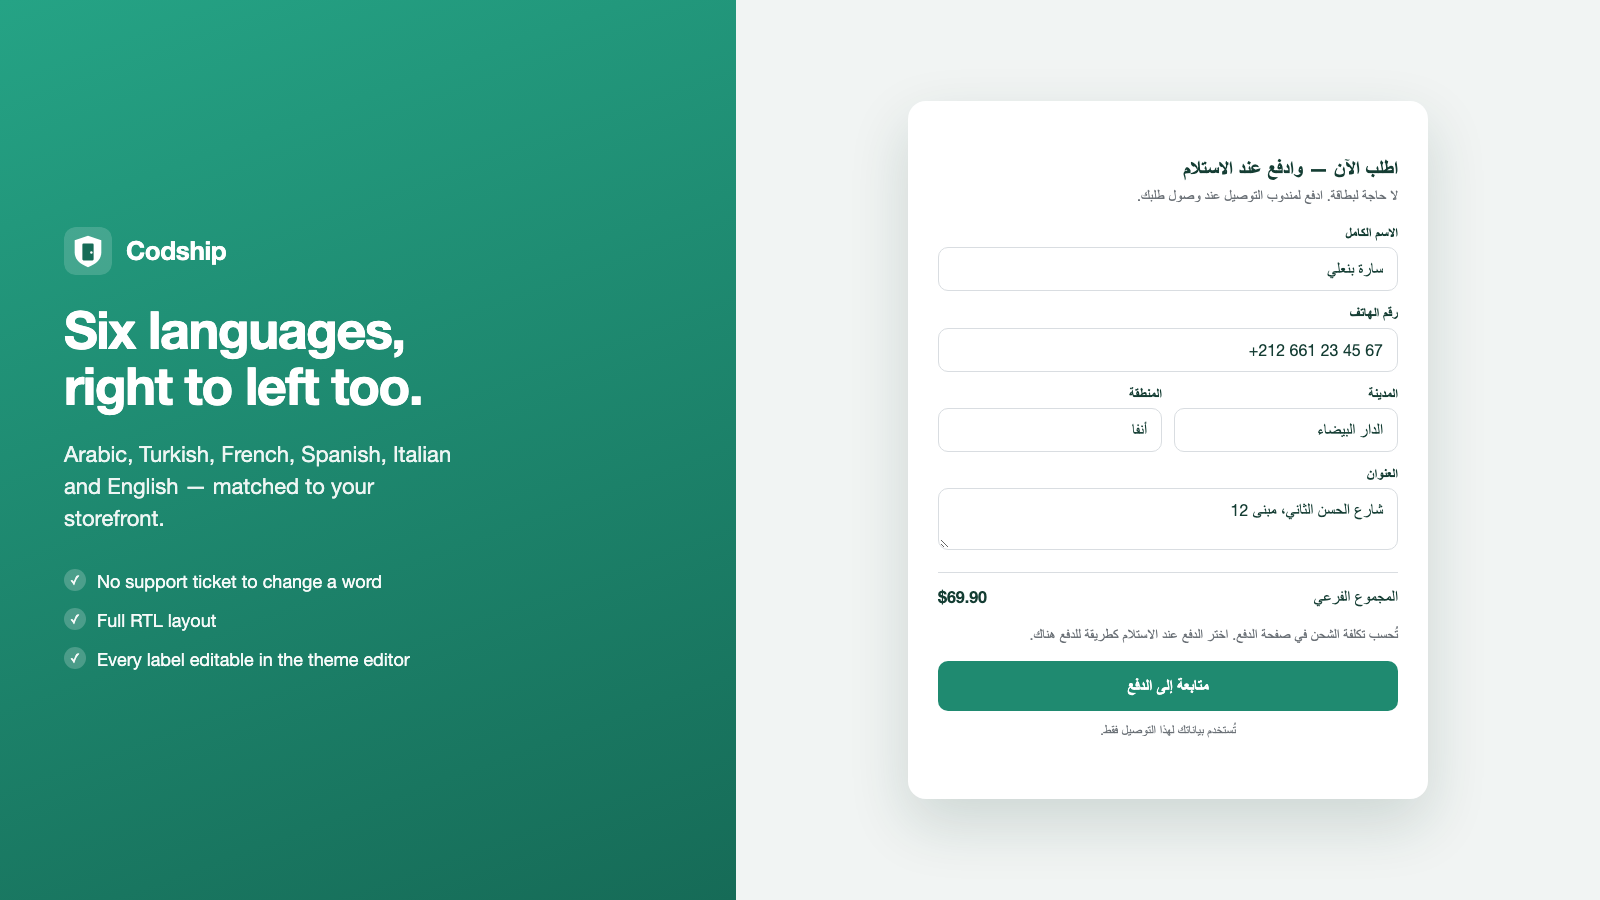 Codship
Six languages,
right to left too.
Arabic, Turkish, French, Spanish, Italian
and English — matched to your
storefront.
No support ticket to change a word
Full RTL layout
Every label editable in the theme editor
اطلب الآن — وادفع عند الاستلام
لا حاجة لبطاقة. ادفع لمندوب التوصيل عند وصول طلبك.
الاسم الكامل
سارة بنعلي
رقم الهاتف
+212 661 23 45 67
المدينة
المنطقة
الدار البيضاء
أنفا
العنوان
شارع الحسن الثاني، مبنى 12
المجموع الفرعي
$69.90
تُحسب تكلفة الشحن في صفحة الدفع. اختر الدفع عند الاستلام كطريقة للدفع هناك.
متابعة إلى الدفع
تُستخدم بياناتك لهذا التوصيل فقط.